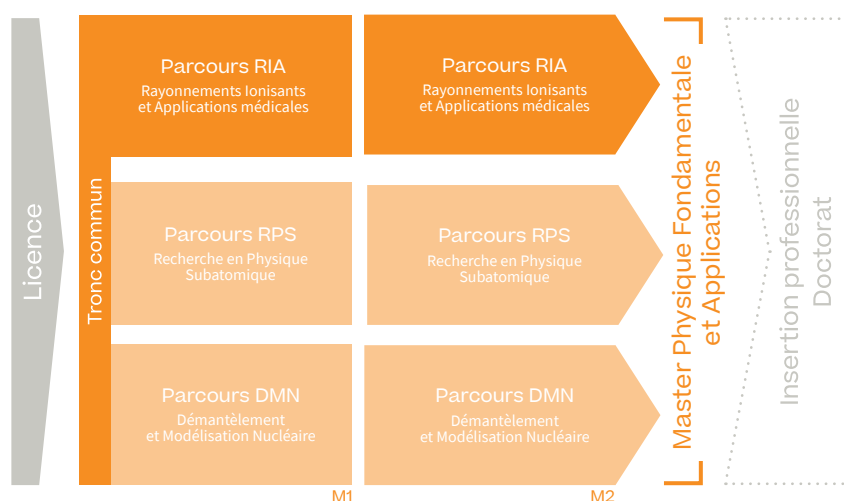 Licence
Tronc commun
Parcours RIA
Rayonnements Ionisants
et Applications médicales
Parcours RIA
Rayonnements Ionisants
et Applications médicales
Parcours RPS
Recherche en Physique
Subatomique
Parcours RPS
Recherche en Physique
Subatomique
Parcours DMN
Démantèlement
et Modélisation Nucléaire
Parcours DMN
Démantèlement
et Modélisation Nucléaire
M1
M2
Master Physique Fondamentale
et Applications
Insertion professionnelle
Doctorat